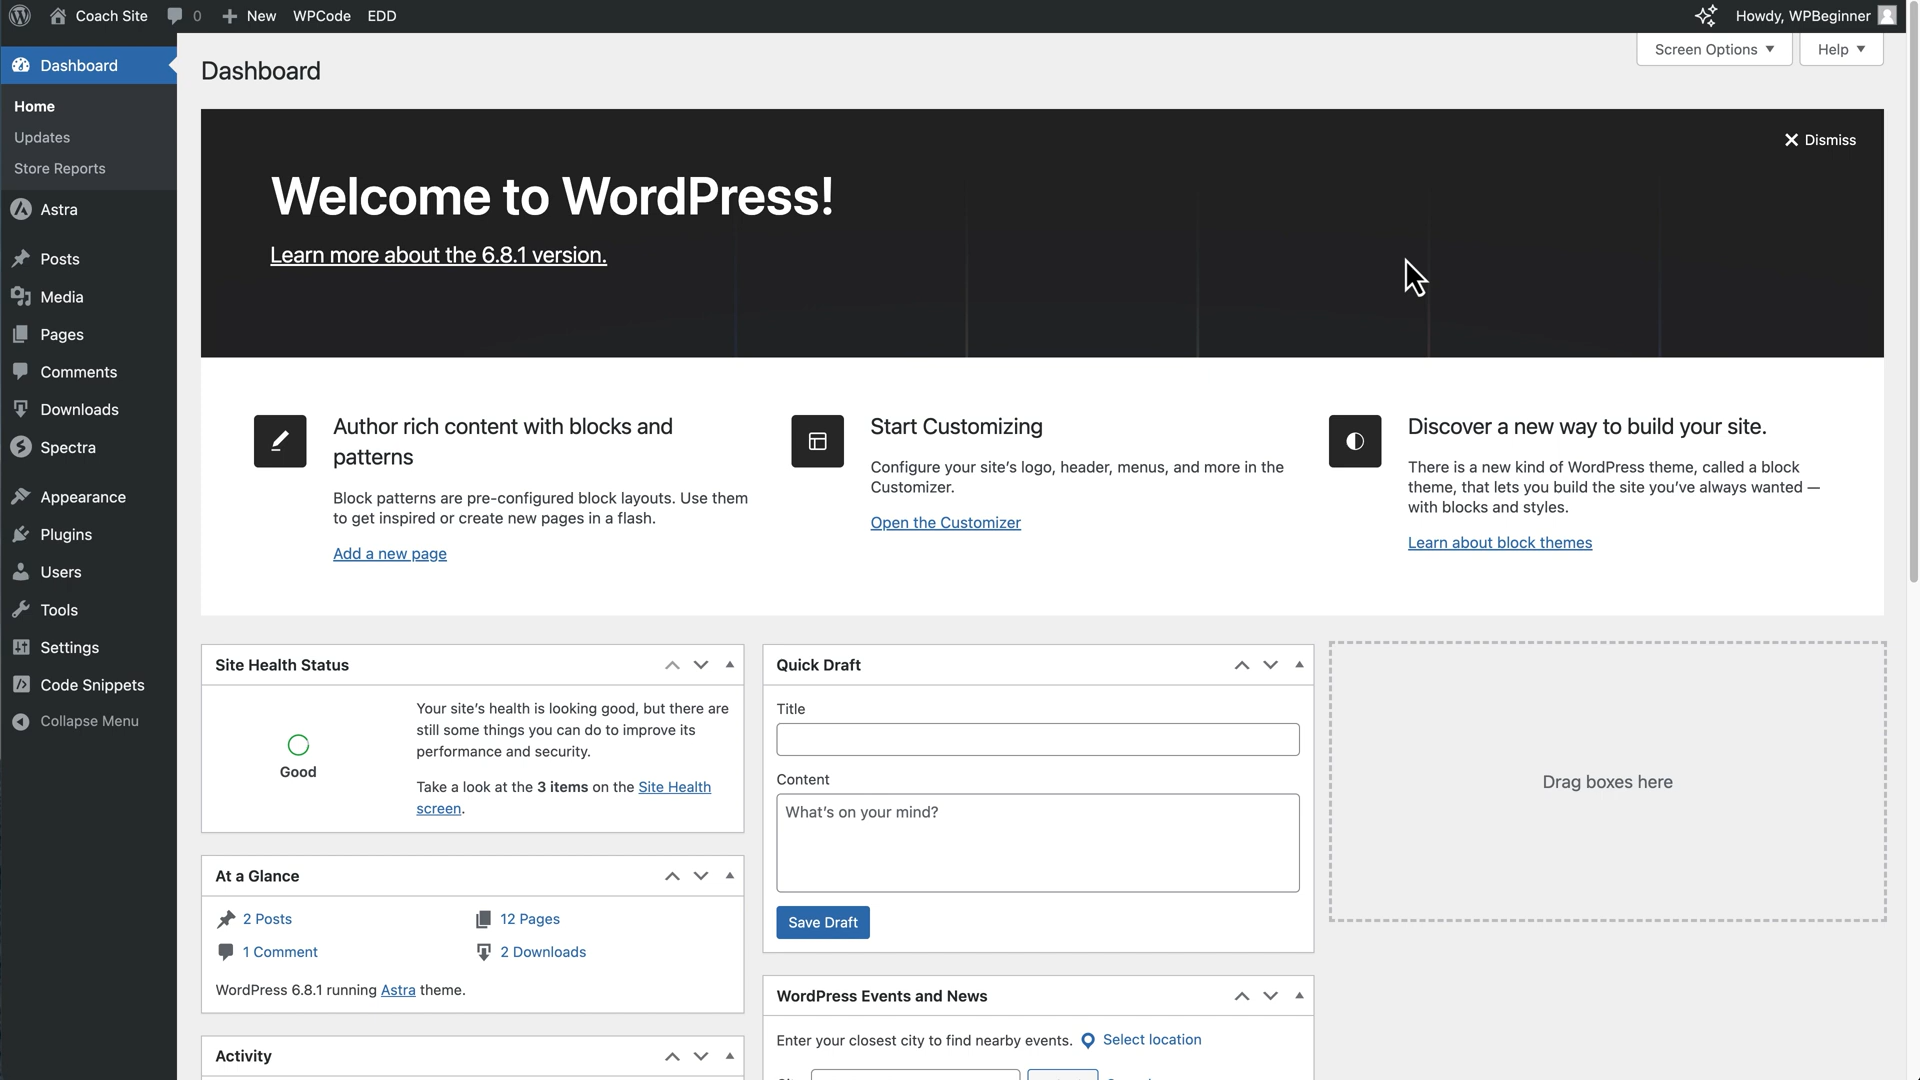 Coach Site
0
New
WPCode
EDD
Howdy, WPBeginner
Screen Options
Help
Dashboard
Home
Updates
Store Reports
Astra
Posts
Media
Pages
Comments
Downloads
Spectra
Appearance
Plugins
Users
Tools
Settings
Code Snippets
Collapse Menu
Dashboard
Dismiss
Welcome to WordPress!
Learn more about the 6.8.1 version.
Author rich content with blocks and
patterns
Block patterns are pre-configured block layouts. Use them
to get inspired or create new pages in a flash.
Add a new page
Start Customizing
Configure your site's logo, header, menus, and more in the
Customizer.
Open the Customizer
Discover a new way to build your site.
There is a new kind of WordPress theme, called a block
theme, that lets you build the site you've always wanted —
with blocks and styles.
Learn about block themes
Site Health Status
Good
Your site's health is looking good, but there are
still some things you can do to improve its
performance and security.
Take a look at the 3 items on the Site Health
screen.
At a Glance
2 Posts
12 Pages
1 Comment
2 Downloads
WordPress 6.8.1 running Astra theme.
Activity
Quick Draft
Title
Content
What's on your mind?
Save Draft
WordPress Events and News
Enter your closest city to find nearby events.
Select location
Drag boxes here